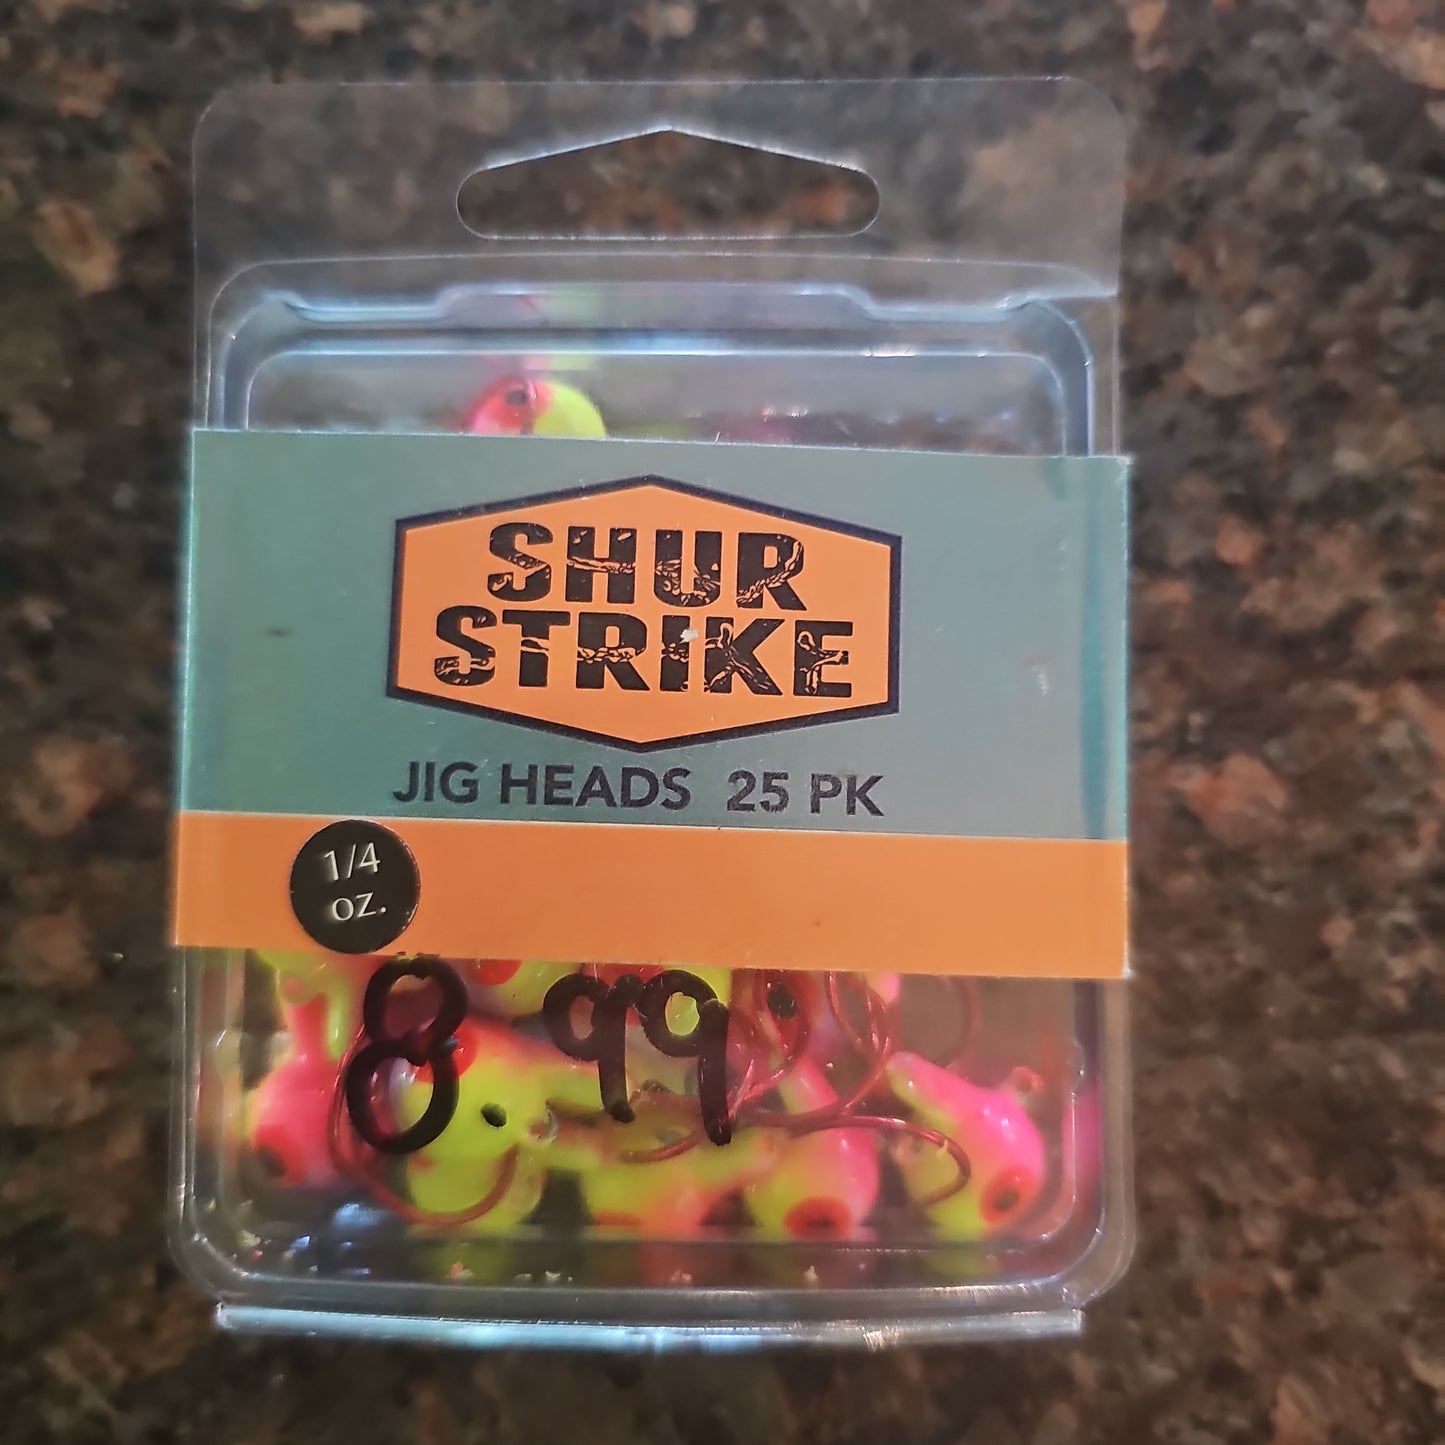 SHUR
STRIKE
JIG HEADS 25 PK
1/4
oz.
8.99